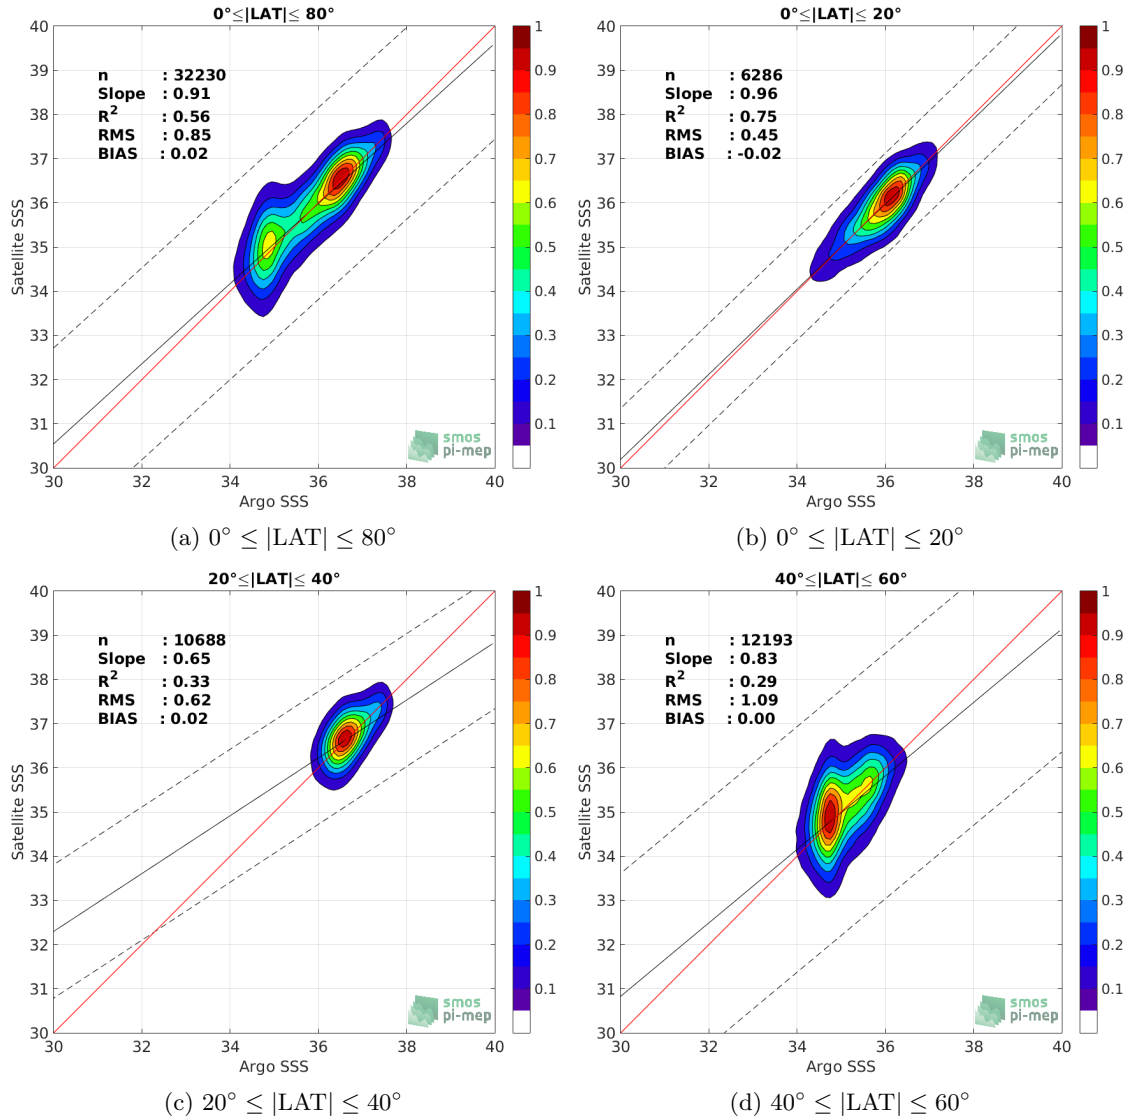 0°≤|LAT|≤ 80°
n : 32230
Slope : 0.91
R2 : 0.56
RMS : 0.85
BIAS : 0.02
Satellite SSS
40
39
38
37
36
35
34
33
32
31
30
30 32 34 36 38 40
Argo SSS
1
0.9
0.8
0.7
0.6
0.5
0.4
0.3
0.2
0.1
smos
pi-mep
(a) 0° ≤ |LAT| ≤ 80°
0°≤|LAT|≤ 20°
n : 6286
Slope : 0.96
R2 : 0.75
RMS : 0.45
BIAS : -0.02
Satellite SSS
40
39
38
37
36
35
34
33
32
31
30
30 32 34 36 38 40
Argo SSS
1
0.9
0.8
0.7
0.6
0.5
0.4
0.3
0.2
0.1
smos
pi-mep
(b) 0° ≤ |LAT| ≤ 20°
20°≤|LAT|≤ 40°
n : 10688
Slope : 0.65
R2 : 0.33
RMS : 0.62
BIAS : 0.02
Satellite SSS
40
39
38
37
36
35
34
33
32
31
30
30 32 34 36 38 40
Argo SSS
1
0.9
0.8
0.7
0.6
0.5
0.4
0.3
0.2
0.1
smos
pi-mep
(c) 20° ≤ |LAT| ≤ 40°
40°≤|LAT|≤ 60°
n : 12193
Slope : 0.83
R2 : 0.29
RMS : 1.09
BIAS : 0.00
Satellite SSS
40
39
38
37
36
35
34
33
32
31
30
30 32 34 36 38 40
Argo SSS
1
0.9
0.8
0.7
0.6
0.5
0.4
0.3
0.2
0.1
smos
pi-mep
(d) 40° ≤ |LAT| ≤ 60°